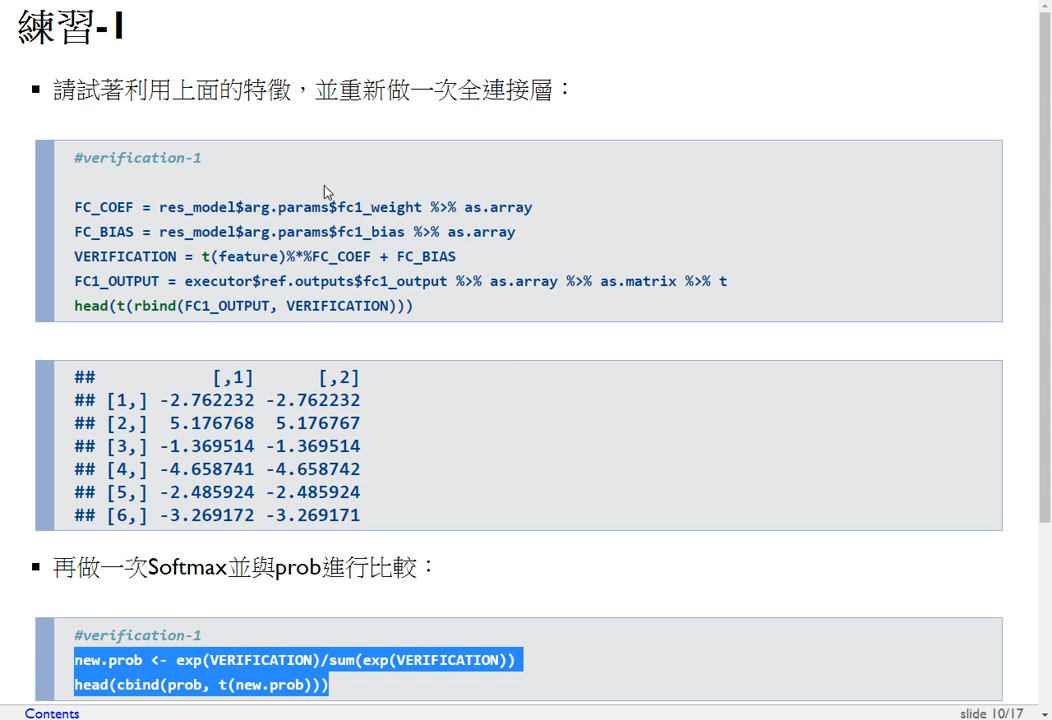 練習-1
▪ 請試著利用上面的特徵，並重新做一次全連接層：
#verification-1
FC_COEF = res_model$arg.params$fc1_weight %>% as.array
FC_BIAS = res_model$arg.params$fc1_bias %>% as.array
VERIFICATION = t(feature)%*%FC_COEF + FC_BIAS
FC1_OUTPUT = executor$ref.outputs$fc1_output %>% as.array %>% as.matrix %>% t
head(t(rbind(FC1_OUTPUT, VERIFICATION)))
##           [,1]      [,2]
## [1,] -2.762232 -2.762232
## [2,]  5.176768  5.176767
## [3,] -1.369514 -1.369514
## [4,] -4.658741 -4.658742
## [5,] -2.485924 -2.485924
## [6,] -3.269172 -3.269171
▪ 再做一次Softmax並與prob進行比較：
#verification-1
new.prob <- exp(VERIFICATION)/sum(exp(VERIFICATION))
head(cbind(prob, t(new.prob)))
Contents
slide 10/17